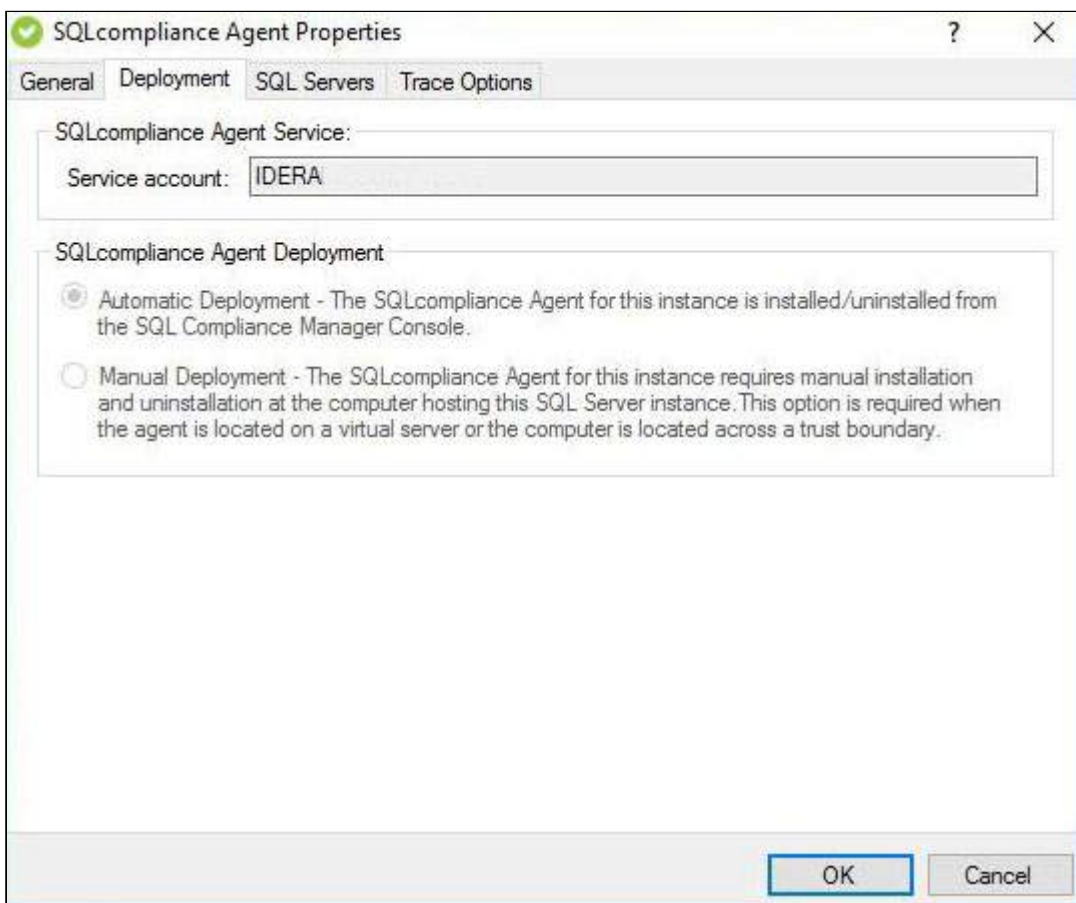 SQLcompliance Agent Properties
?
General Deployment SQL Servers Trace Options
SQLcompliance Agent Service:
Service account: IDERA
SQLcompliance Agent Deployment
Automatic Deployment - The SQLcompliance Agent for this instance is installed/uninstalled from
the SQL Compliance Manager Console.
Manual Deployment - The SQLcompliance Agent for this instance requires manual installation
and uninstallation at the computer hosting this SQL Server instance.This option is required when
the agent is located on a virtual server or the computer is located across a trust boundary.
OK Cancel